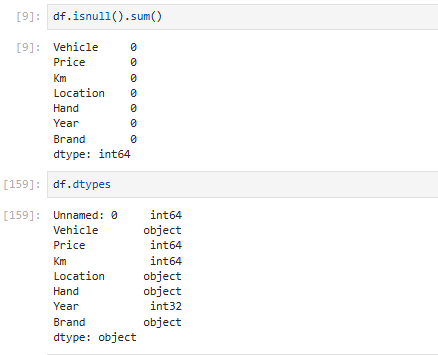 [9]: df.isnull().sum()
[9]: Vehicle 0
Price 0
Km 0
Location 0
Hand 0
Year 0
Brand 0
dtype: int64
[159]: df.dtypes
[159]: Unnamed: 0 int64
Vehicle object
Price int64
Km int64
Location object
Hand object
Year int32
Brand object
dtype: object